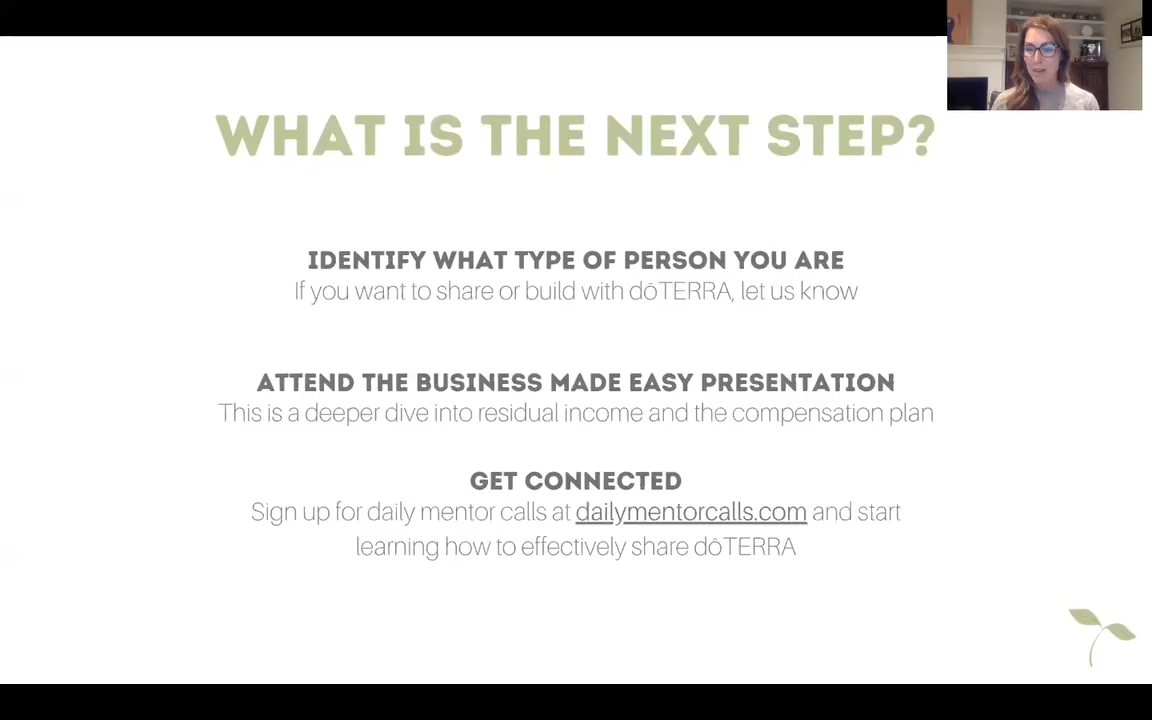 WHAT IS THE NEXT STEP?
IDENTIFY WHAT TYPE OF PERSON YOU ARE
If you want to share or build with dōTERRA, let us know
ATTEND THE BUSINESS MADE EASY PRESENTATION
This is a deeper dive into residual income and the compensation plan
GET CONNECTED
Sign up for daily mentor calls at dailymentorcalls.com and start
learning how to effectively share dōTERRA